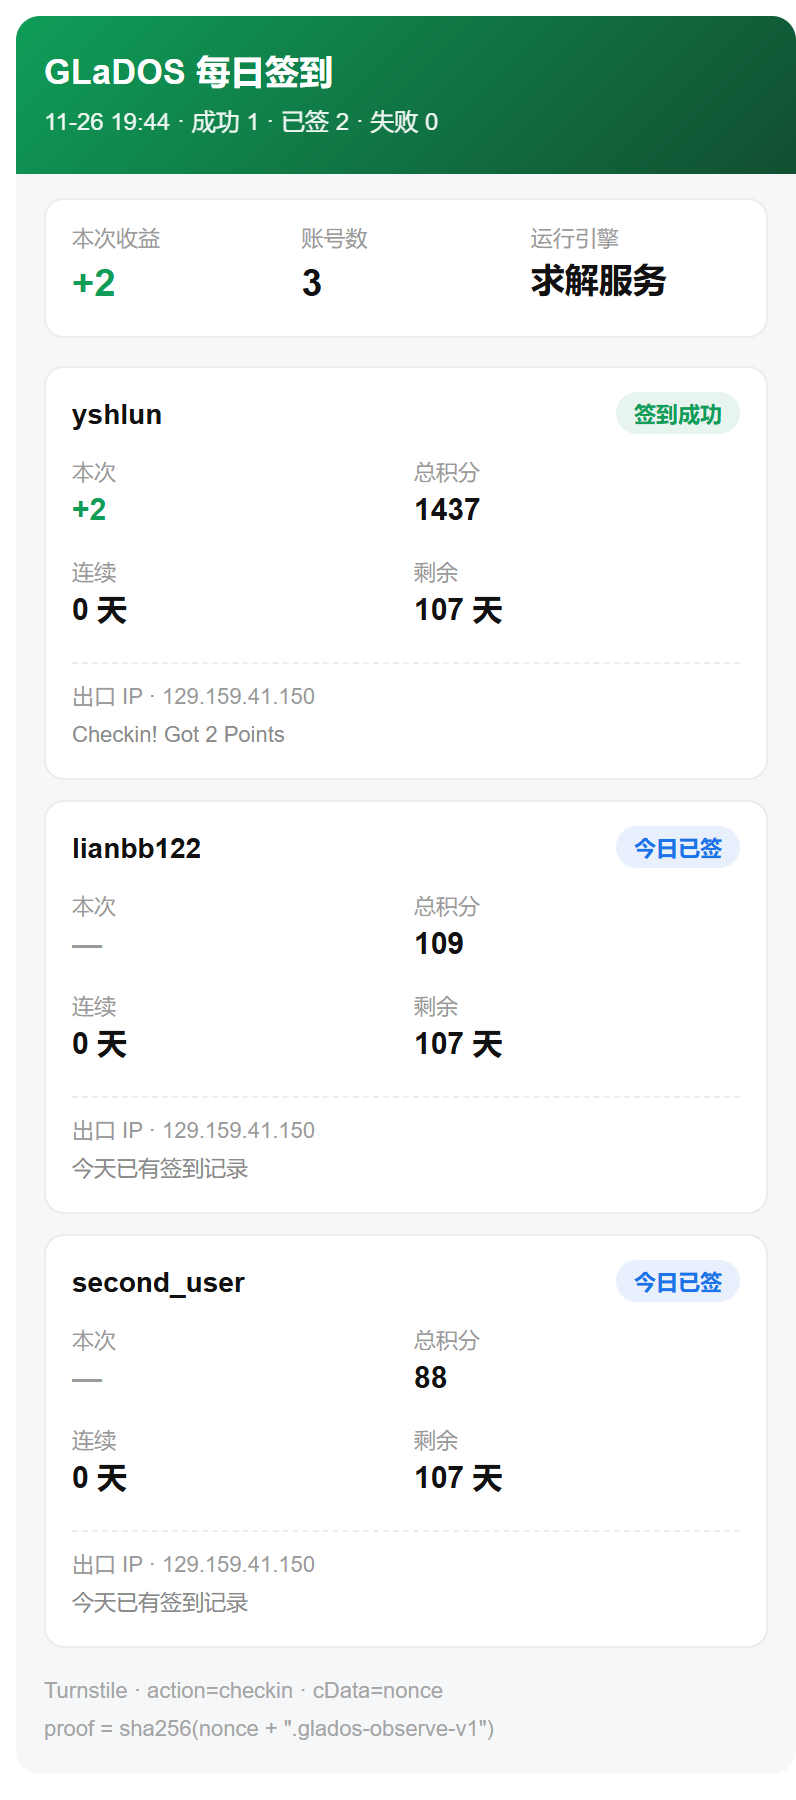 GLaDOS 每日签到
11-26 19:44 · 成功 1 · 已签 2 · 失败 0
本次收益 账号数 运行引擎
+2 3 求解服务
yshlun 签到成功
本次 总积分
+2 1437
连续 剩余
0 天 107 天
出口 IP · 129.159.41.150
Checkin! Got 2 Points
lianbb122 今日已签
本次 总积分
— 109
连续 剩余
0 天 107 天
出口 IP · 129.159.41.150
今天已有签到记录
second_user 今日已签
本次 总积分
— 88
连续 剩余
0 天 107 天
出口 IP · 129.159.41.150
今天已有签到记录
Turnstile · action=checkin · cData=nonce
proof = sha256(nonce + ".glados-observe-v1")